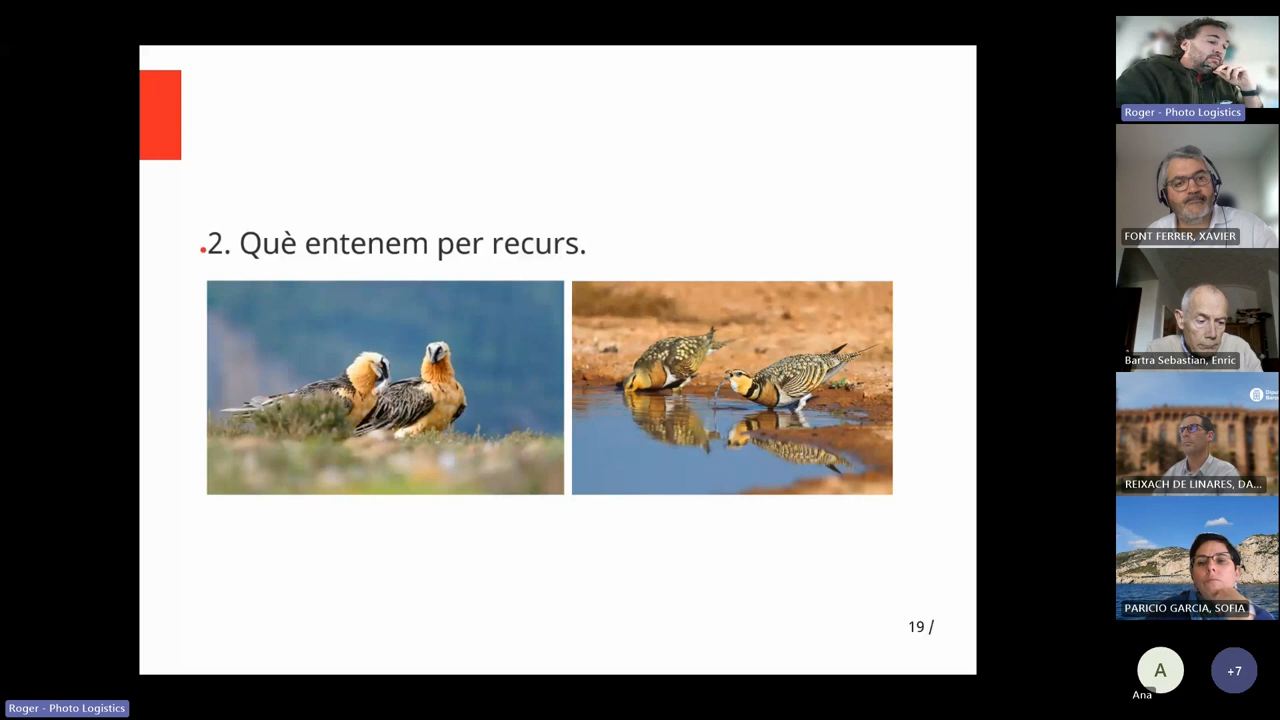 .2. Què entenem per recurs.
19 /
Roger - Photo Logistics
FONT FERRER, XAVIER
Bartra Sebastian, Enric
REIXACH DE LINARES, DA...
PARICIO GARCIA, SOFIA
A
Ana
+7
Roger - Photo Logistics